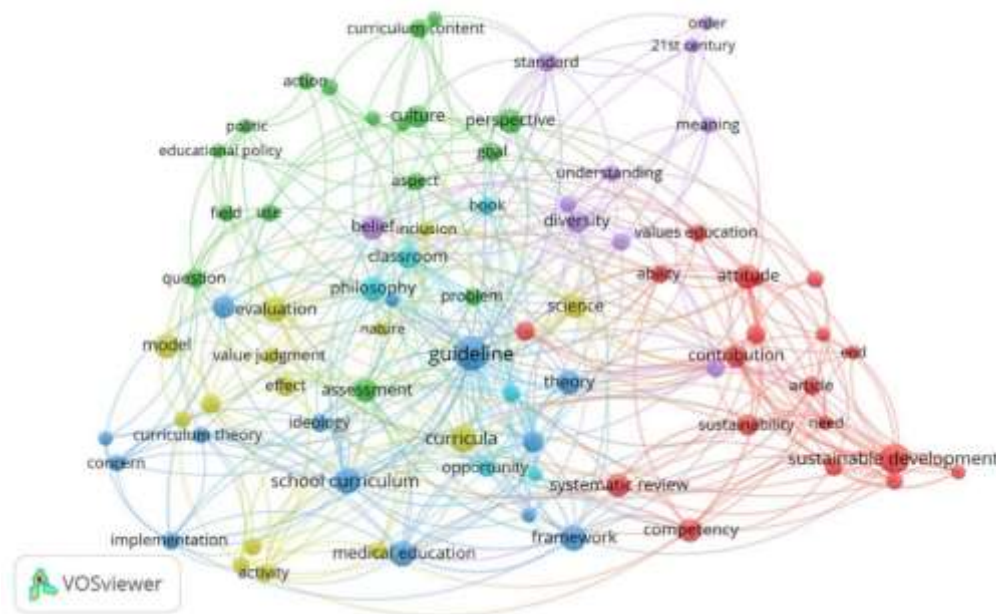 order
curriculum content
21st century
standard
action
culture
perspective
meaning
politic
educational policy
goal
understanding
aspect
book
field
use
belief
inclusion
diversity
values education
classroom
question
ability
attitude
philosophy
problem
evaluation
science
nature
model
value judgment
guideline
contribution
end
effect
assessment
theory
article
ideology
sustainability
need
curriculum theory
curricula
concern
school curriculum
opportunity
sustainable development
systematic review
implementation
medical education
framework
competency
activity
VOSviewer